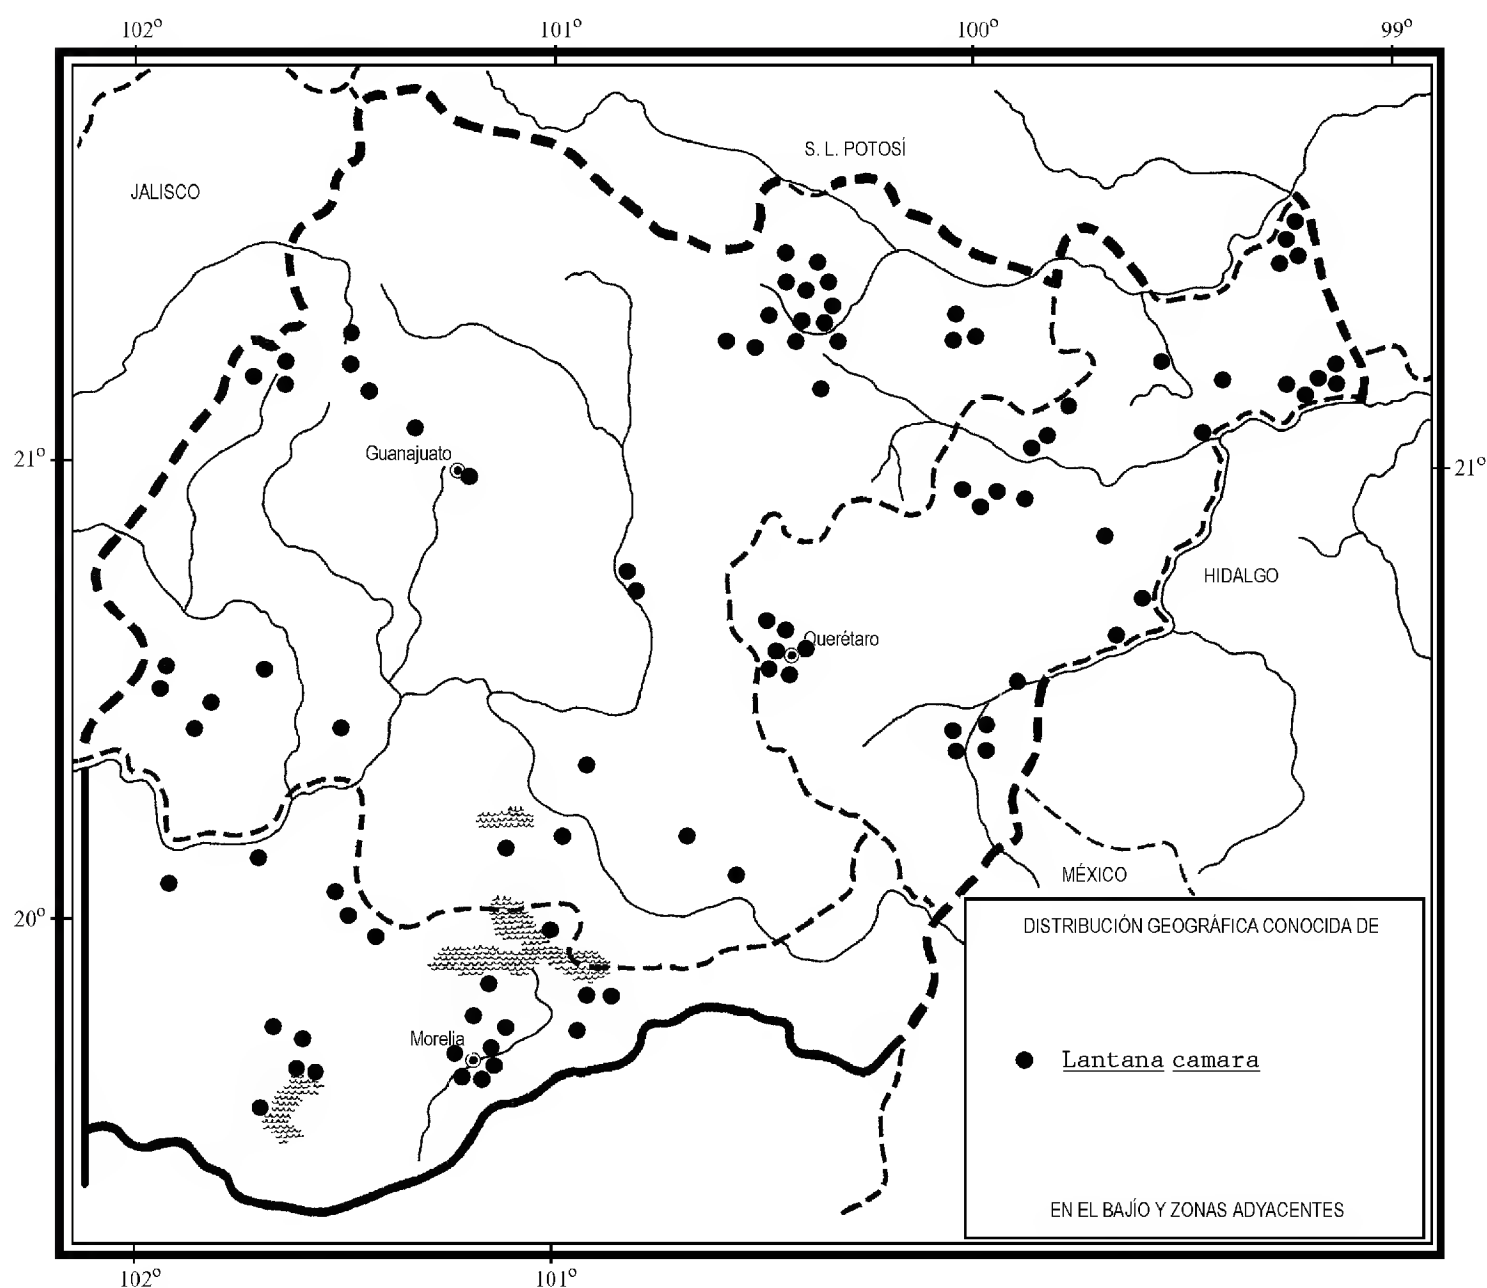 102° 101° 100° 99°
S. L. POTOSÍ
JALISCO
Guanajuato
21° 21°
HIDALGO
Querétaro
MÉXICO
20°
DISTRIBUCIÓN GEOGRÁFICA CONOCIDA DE
Morelia
Lantana camara
EN EL BAJÍO Y ZONAS ADYACENTES
102° 101°